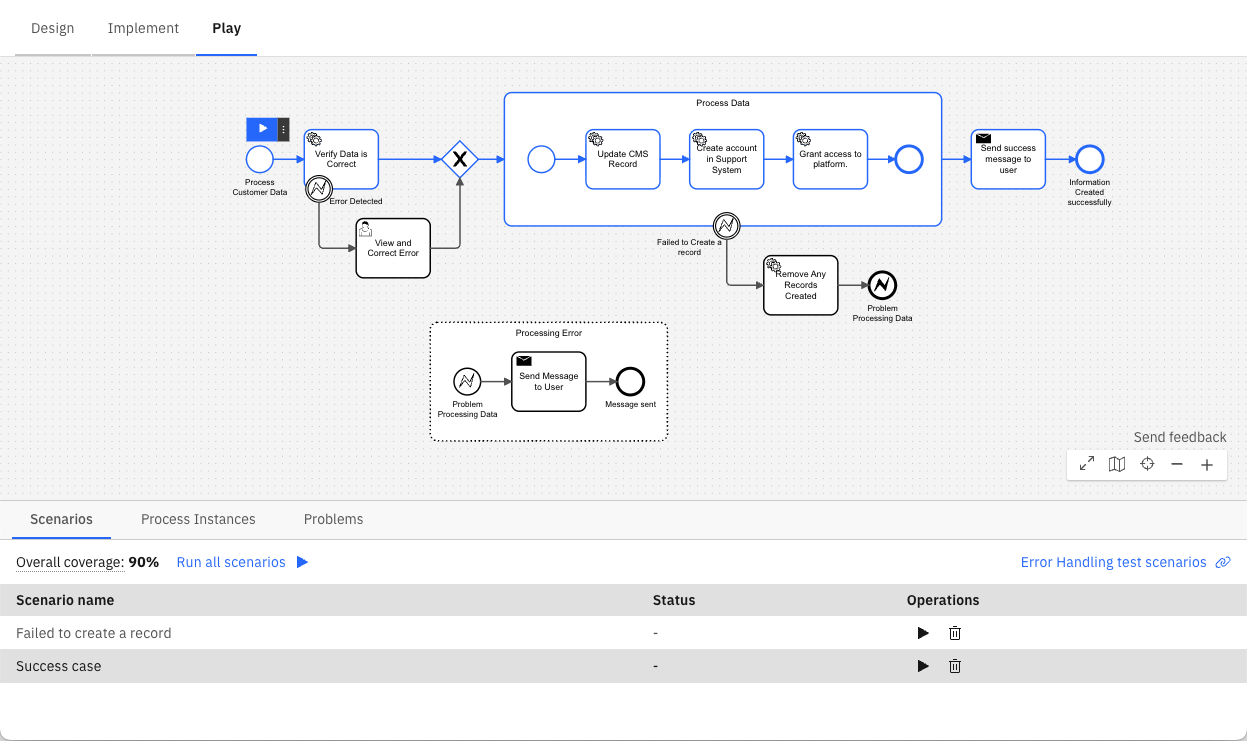 Design
Implement
Play
Process Data
Verify Data is
Correct
Update CMS
Record
Create account
in Support
System
Grant access to
platform.
Send success
message to
user
Process
Customer Data
Error Detected
Information
Created
successfully
View and
Correct Error
Failed to Create a
record
Remove Any
Records
Created
Problem
Processing Data
Processing Error
Send Message
to User
Problem
Processing Data
Message sent
Send feedback
Scenarios
Process Instances
Problems
Overall coverage: 90%
Run all scenarios
Error Handling test scenarios
Scenario name
Status
Operations
Failed to create a record
-
Success case
-